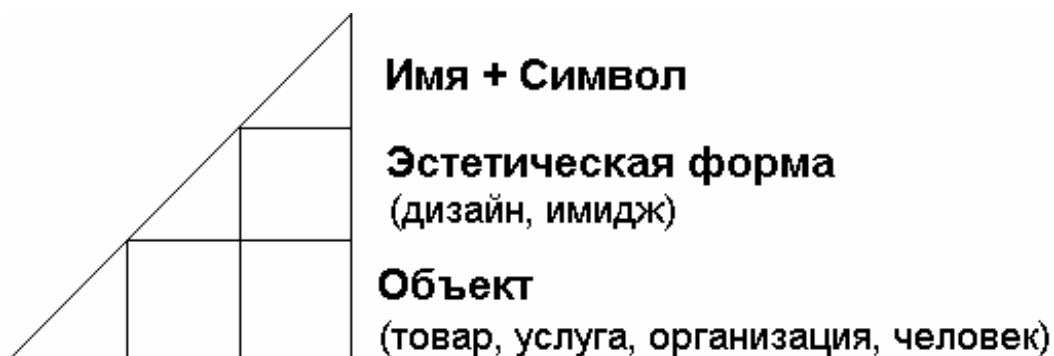 Имя + Символ
Эстетическая форма
(дизайн, имидж)
Объект
(товар, услуга, организация, человек)